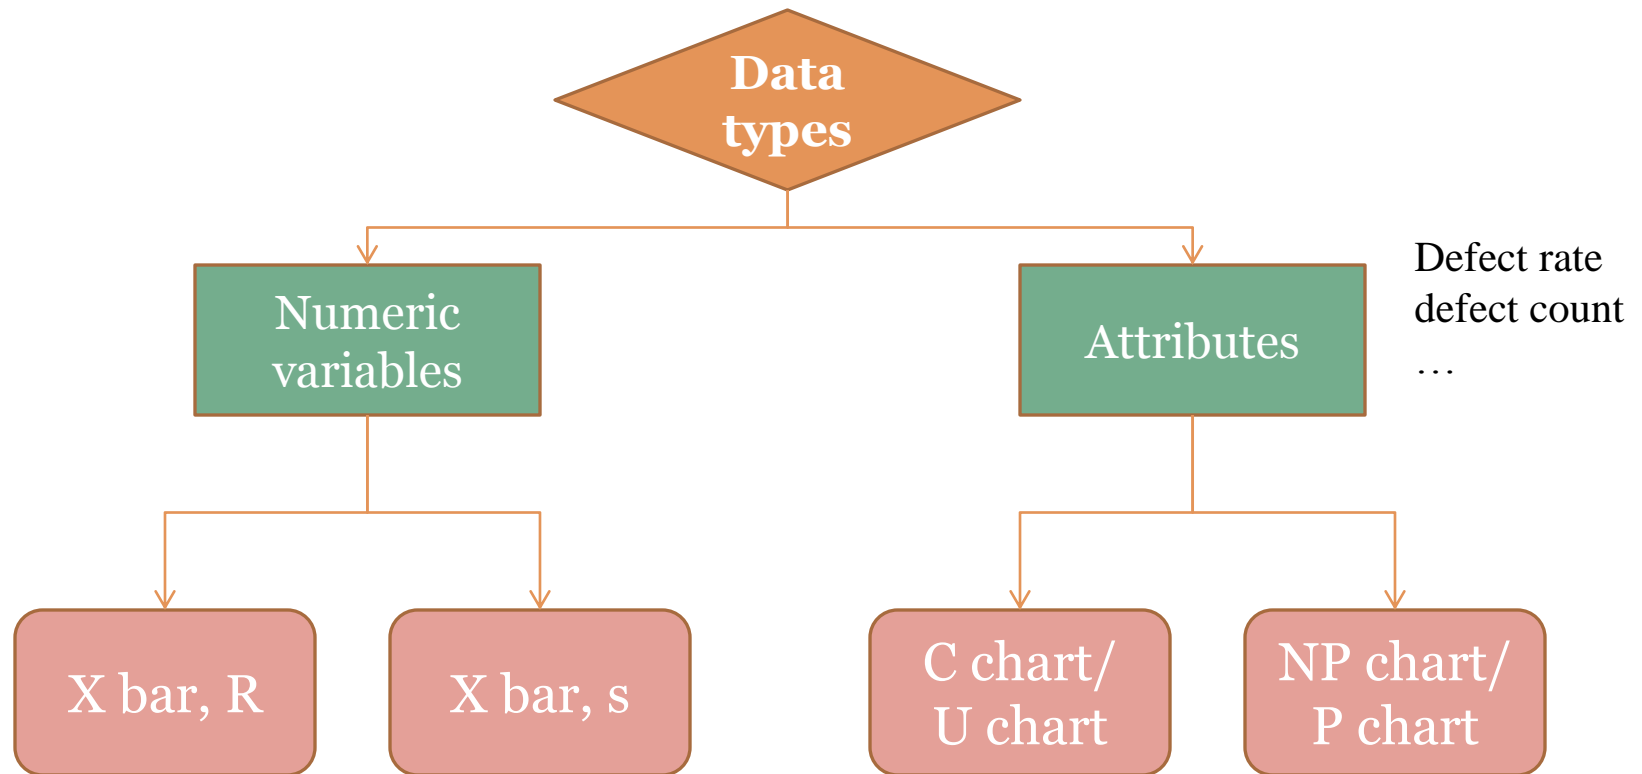 Data
types
Numeric
variables
Attributes
Defect rate
defect count
…
X bar, R
X bar, s
C chart/
U chart
NP chart/
P chart